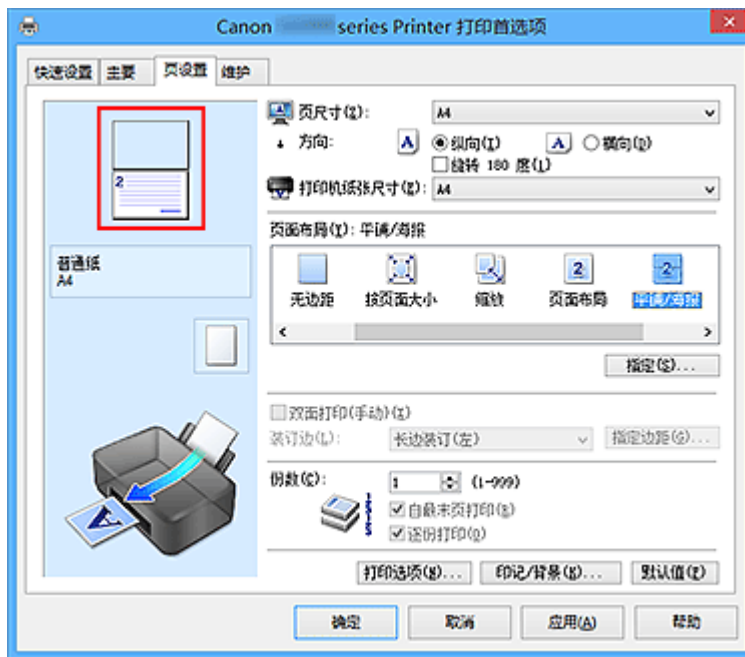 Canon series Printer 打印首选项
快速设置 主要 页设置 维护
页尺寸(Z): A4
方向: A 纵向(I) A 横向(D)
旋转 180 度(L)
打印机纸张尺寸(E): A4
页面布局(Y): 平铺/海报
无边距 按页面大小 缩放 页面布局 平铺/海报
指定(S)...
双面打印(手动)(X)
装订边(L): 长边装订(左) 指定边距(G)...
份数(C): 1 (1-999)
自最末页打印(B)
逐份打印(O)
打印选项(N)... 印记/背景(K)... 默认值(F)
确定 取消 应用(A) 帮助
2
普通纸
A4